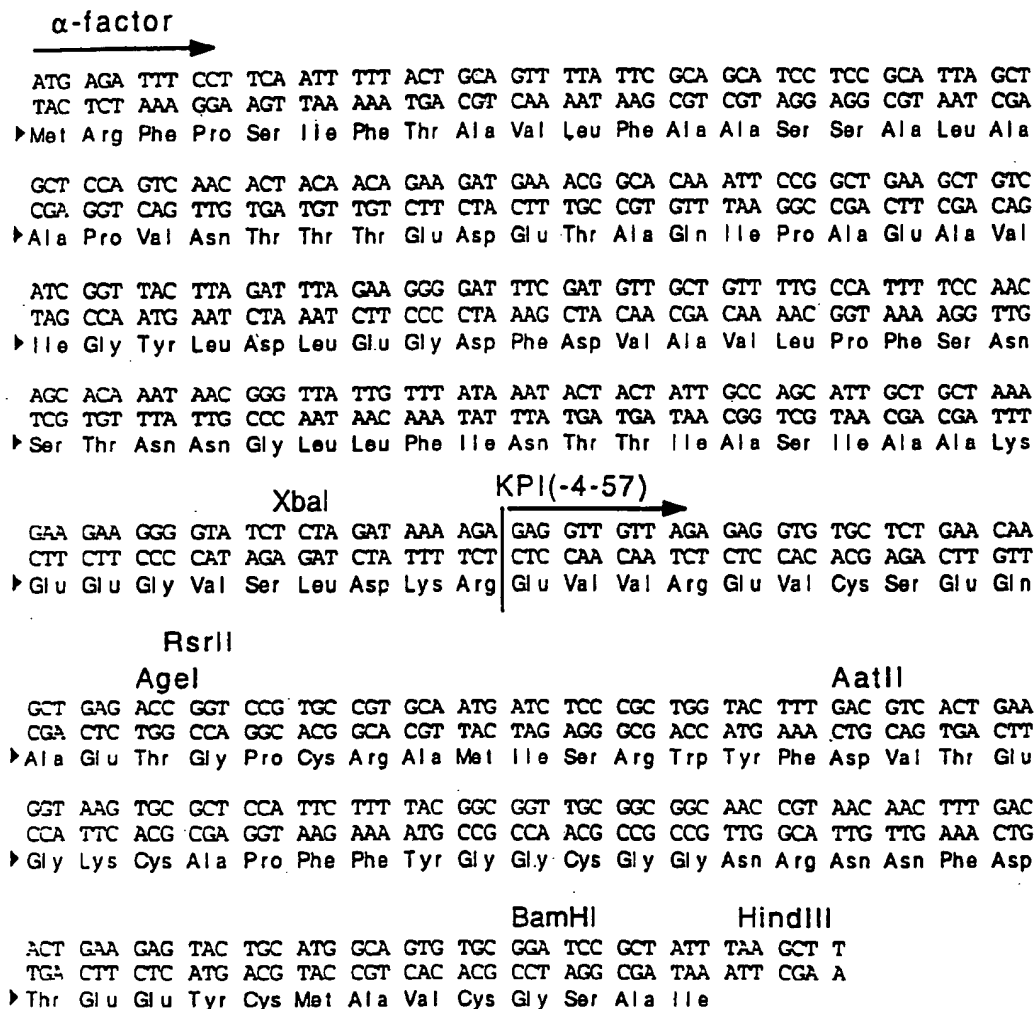 α-factor
ATG AGA TTT CCT TCA ATT TTT ACT GCA GTT TTA TTC GCA GCA TCC TCC GCA TTA GCT
TAC TCT AAA GGA AGT TAA AAA TGA CGT CAA AAT AAG CGT CGT AGG AGG CGT AAT CGA
Met Arg Phe Pro Ser Ile Phe Thr Ala Val Leu Phe Ala Ala Ser Ser Ala Leu Ala
GCT CCA GTC AAC ACT ACA ACA GAA GAT GAA ACG GCA CAA ATT CCG GCT GAA GCT GTC
CGA GGT CAG TTG TGA TGT TGT CTT CTA CTT TGC CGT GTT TAA GGC CGA CTT CGA CAG
Ala Pro Val Asn Thr Thr Thr Glu Asp Glu Thr Ala Gln Ile Pro Ala Glu Ala Val
ATC GGT TAC TTA GAT TTA GAA GGG GAT TTC GAT GTT GCT GTT TTG CCA TTT TCC AAC
TAG CCA ATG AAT CTA AAT CTT CCC CTA AAG CTA CAA CGA CAA AAC GGT AAA AGG TTG
Ile Gly Tyr Leu Asp Leu Glu Gly Asp Phe Asp Val Ala Val Leu Pro Phe Ser Asn
AGC ACA AAT AAC GGG TTA TTG TTT ATA AAT ACT ACT ATT GCC AGC ATT GCT GCT AAA
TCG TGT TTA TTG CCC AAT AAC AAA TAT TTA TGA TGA TAA CGG TCG TAA CGA CGA TTT
Ser Thr Asn Asn Gly Leu Leu Phe Ile Asn Thr Thr Ile Ala Ser Ile Ala Ala Lys
XbaI KPI(-4-57)
GAA GAA GGG GTA TCT CTA GAT AAA AGA GAG GTT GTT AGA GAG GTG TGC TCT GAA CAA
CTT CTT CCC CAT AGA GAT CTA TTT TCT CTC CAA CAA TCT CTC CAC ACG AGA CTT GTT
Glu Glu Gly Val Ser Leu Asp Lys Arg Glu Val Val Arg Glu Val Cys Ser Glu Gln
RsrII
AgeI AatII
GCT GAG ACC GGT CCG TGC CGT GCA ATG ATC TCC CGC TGG TAC TTT GAC GTC ACT GAA
CGA CTC TGG CCA GGC ACG GCA CGT TAC TAG AGG GCG ACC ATG AAA CTG CAG TGA CTT
Ala Glu Thr Gly Pro Cys Arg Ala Met Ile Ser Arg Trp Tyr Phe Asp Val Thr Glu
GGT AAG TGC GCT CCA TTC TTT TAC GGC GGT TGC GGC GGC AAC CGT AAC AAC TTT GAC
CCA TTC ACG CGA GGT AAG AAA ATG CCG CCA ACG CCG CCG TTG GCA TTG TTG AAA CTG
Gly Lys Cys Ala Pro Phe Phe Tyr Gly Gly Cys Gly Gly Asn Arg Asn Asn Phe Asp
BamHI HindIII
ACT GAA GAG TAC TGC ATG GCA GTG TGC GGA TCC GCT ATT TAA GCT T
TGA CTT CTC ATG ACG TAC CGT CAC ACG CCT AGG CGA TAA ATT CGA A
Thr Glu Glu Tyr Cys Met Ala Val Cys Gly Ser Ala Ile